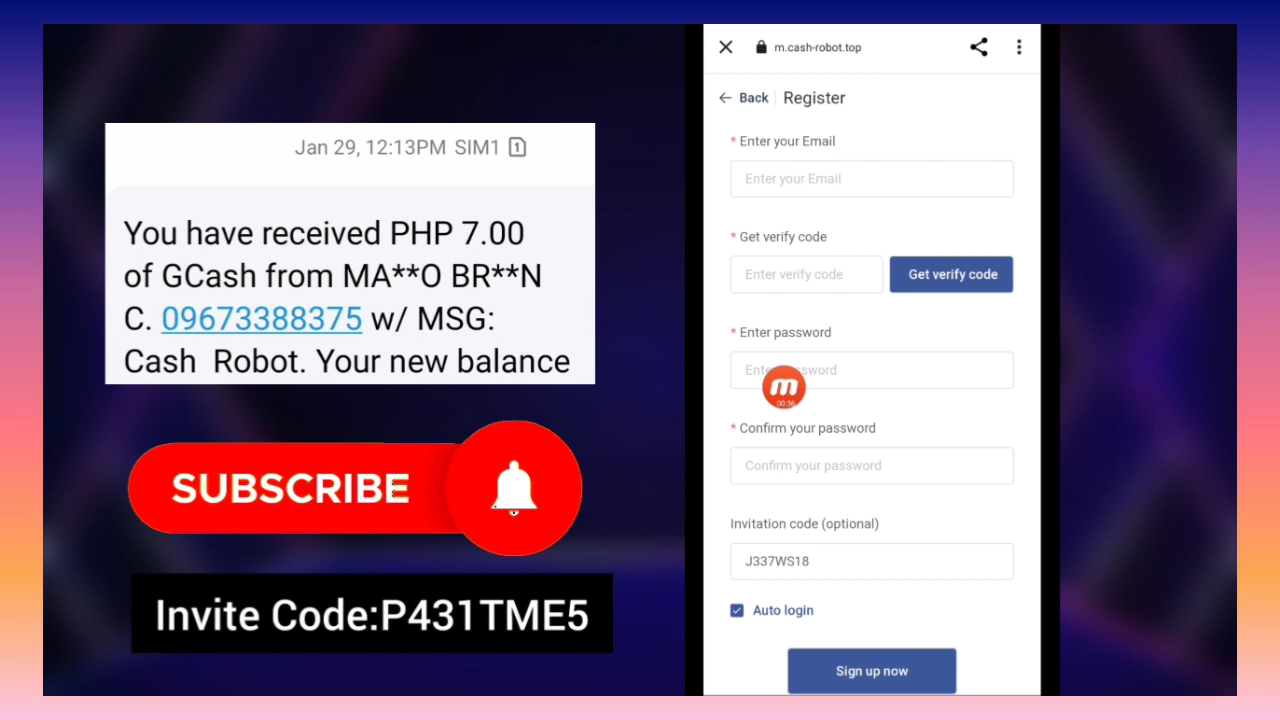 Jan 29, 12:13PM SIM1 1
You have received PHP 7.00
of GCash from MA**O BR**N
C. 09673388375 w/ MSG:
Cash Robot. Your new balance
SUBSCRIBE
Invite Code:P431TME5
m.cash-robot.top
Back Register
* Enter your Email
Enter your Email
* Get verify code
Enter verify code Get verify code
* Enter password
m
00:36
* Confirm your password
Confirm your password
Invitation code (optional)
J337WS18
Auto login
Sign up now